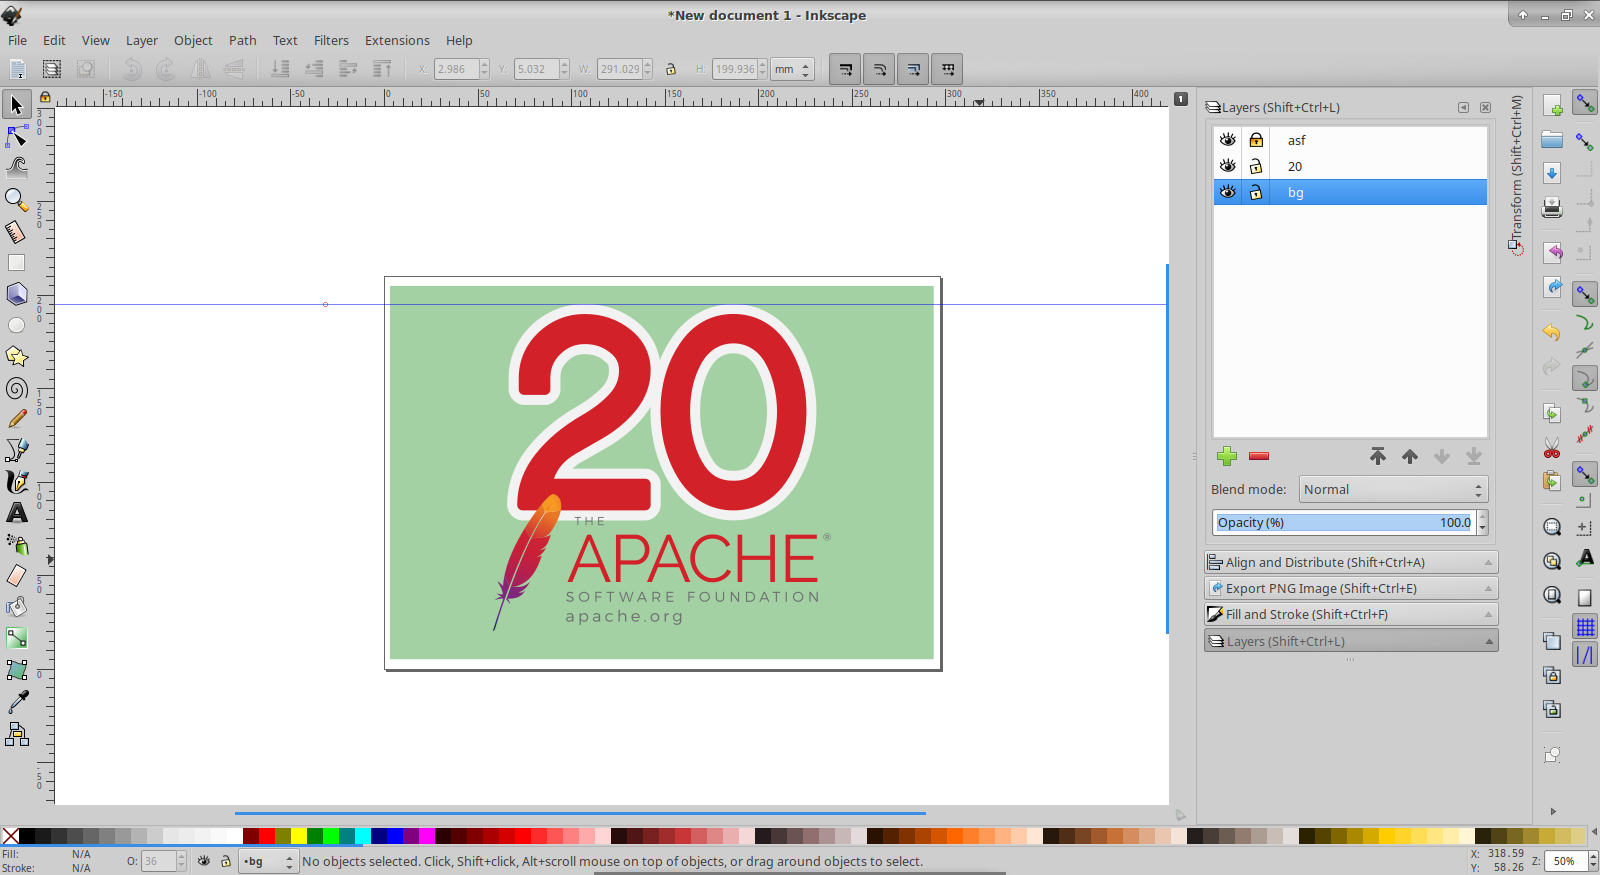 *New document 1 - Inkscape
File Edit View Layer Object Path Text Filters Extensions Help
X: 2.986 Y: 5.032 W: 291.029 H: 199.936 mm
-150 -100 -50 0 50 100 150 200 250 300 350 400
1
Layers (Shift+Ctrl+L)
Transform (Shift+Ctrl+M)
asf
20
bg
20
THE
APACHE®
SOFTWARE FOUNDATION
apache.org
Blend mode: Normal
Opacity (%) 100.0
Align and Distribute (Shift+Ctrl+A)
Export PNG Image (Shift+Ctrl+E)
Fill and Stroke (Shift+Ctrl+F)
Layers (Shift+Ctrl+L)
Fill: N/A
Stroke: N/A
O: 36
•bg
No objects selected. Click, Shift+click, Alt+scroll mouse on top of objects, or drag around objects to select.
X: 318.59
Y: 58.26
Z: 50%